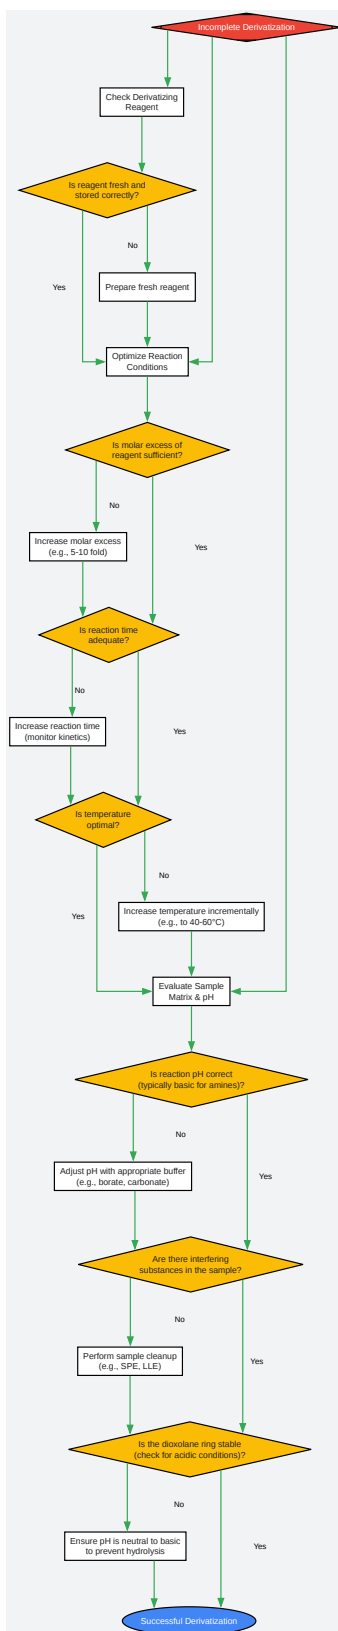 Incomplete Derivatization
Check Derivatizing
Reagent
Is reagent fresh and
stored correctly?
No
Yes
Prepare fresh reagent
Optimize Reaction
Conditions
Is molar excess of
reagent sufficient?
No
Yes
Increase molar excess
(e.g., 5-10 fold)
Is reaction time
adequate?
No
Yes
Increase reaction time
(monitor kinetics)
Is temperature
optimal?
No
Yes
Increase temperature incrementally
(e.g., to 40-60°C)
Evaluate Sample
Matrix & pH
Is reaction pH correct
(typically basic for amines)?
No
Yes
Adjust pH with appropriate buffer
(e.g., borate, carbonate)
Are there interfering
substances in the sample?
No
Yes
Perform sample cleanup
(e.g., SPE, LLE)
Is the dioxolane ring stable
(check for acidic conditions)?
No
Yes
Ensure pH is neutral to basic
to prevent hydrolysis
Successful Derivatization